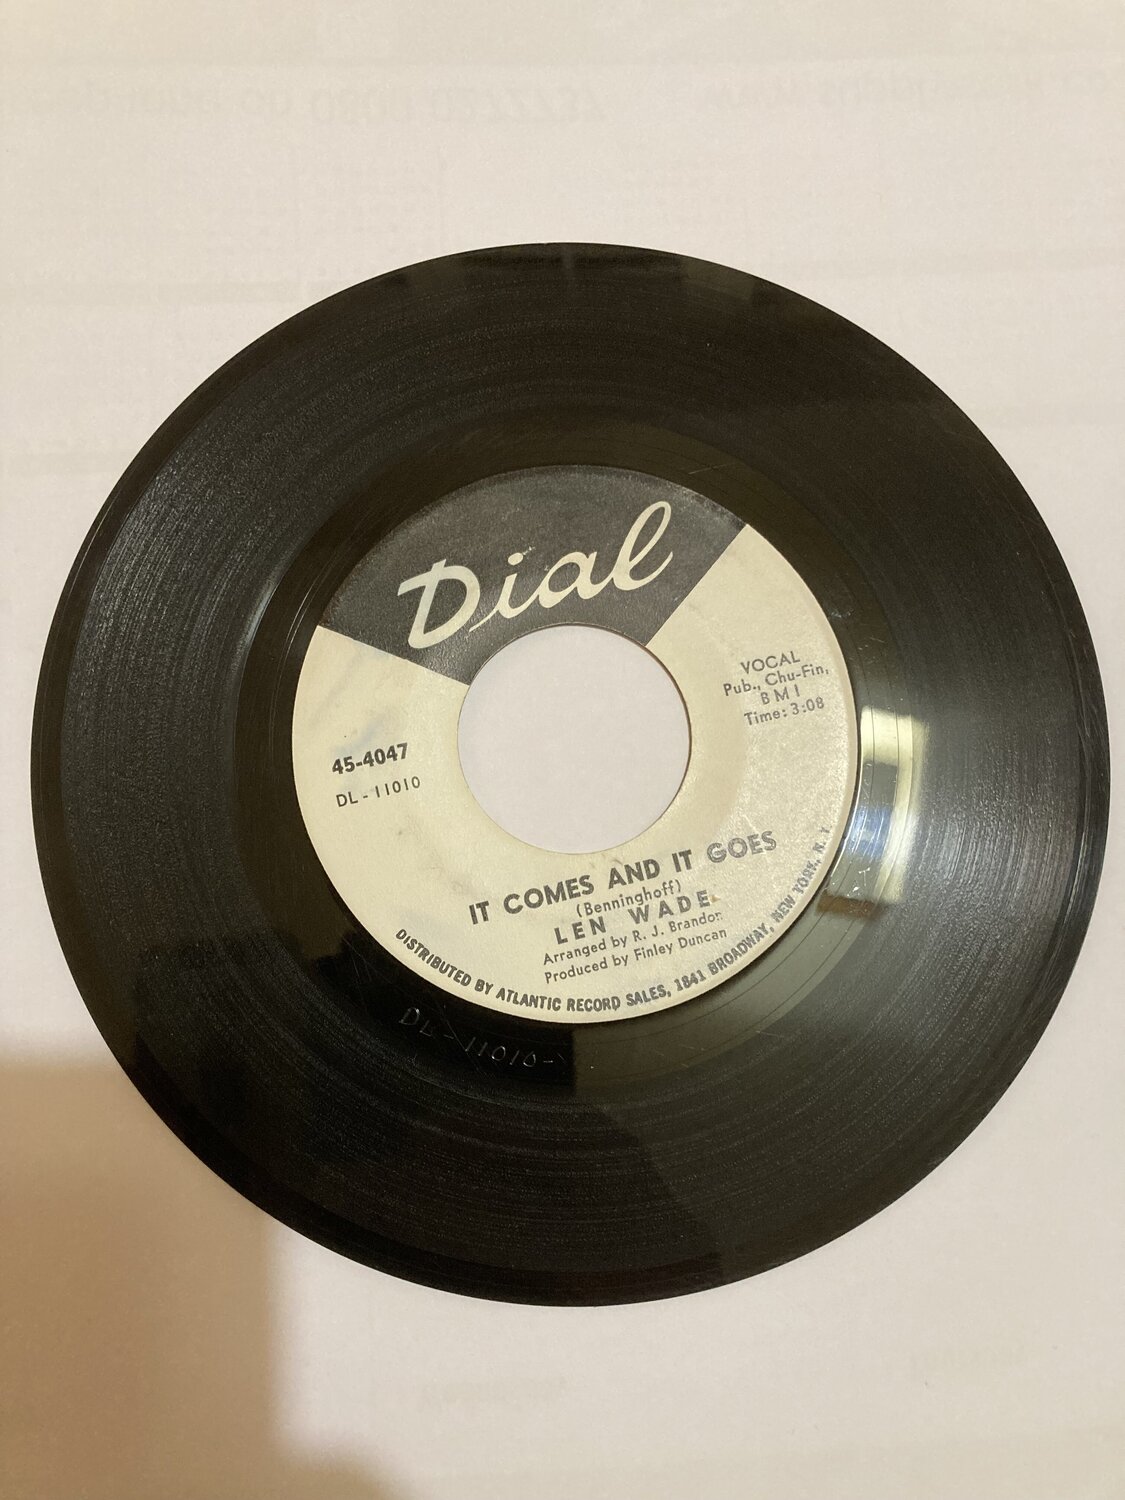 Dial
VOCAL
Pub., Chu-Fin,
BMI
Time: 3:08
45-4047
DL-11010
IT COMES AND IT GOES
(Benninghoff)
LEN WADE
Arranged by R. J. Brandon
Produced by Finley Duncan
DISTRIBUTED BY ATLANTIC RECORD SALES, 1841 BROADWAY, NEW YORK, N. Y.
DL-11010-